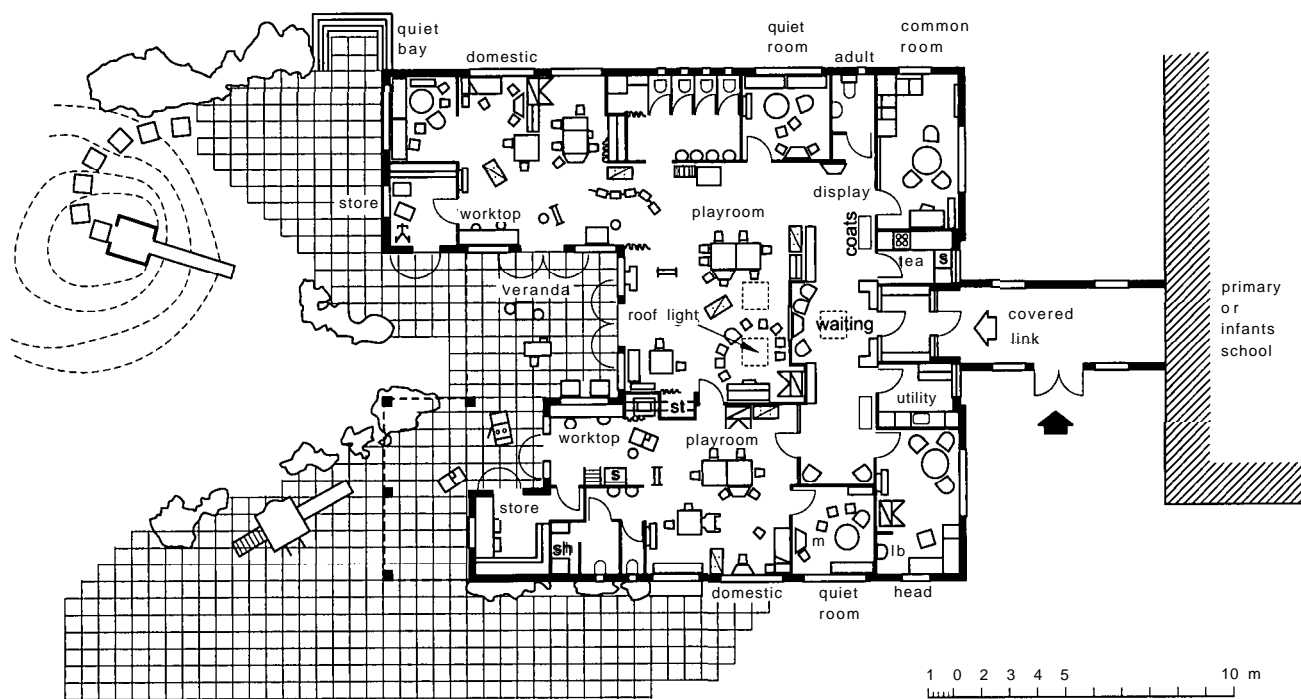 quiet
bay
domestic
quiet
room
adult
common
room
store
worktop
playroom
display
coats
tea
s
veranda
roof light
waiting
covered
link
primary
or
infants
school
utility
st
worktop
playroom
s
store
sh
m
lb
domestic
quiet
room
head
1 0 2 4 5 10 m